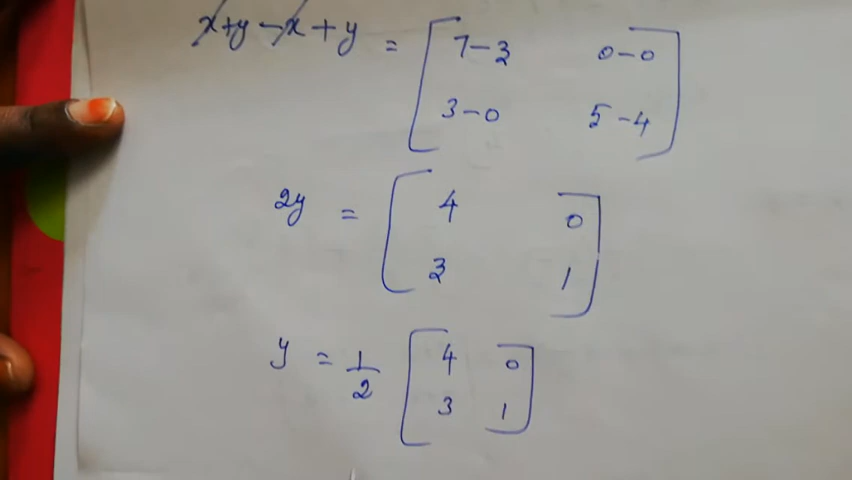 x+y-x+y = [ 7-3 0-0
3-0 5-4 ]
2y = [ 4 0
3 1 ]
y = 1/2 [ 4 0
3 1 ]